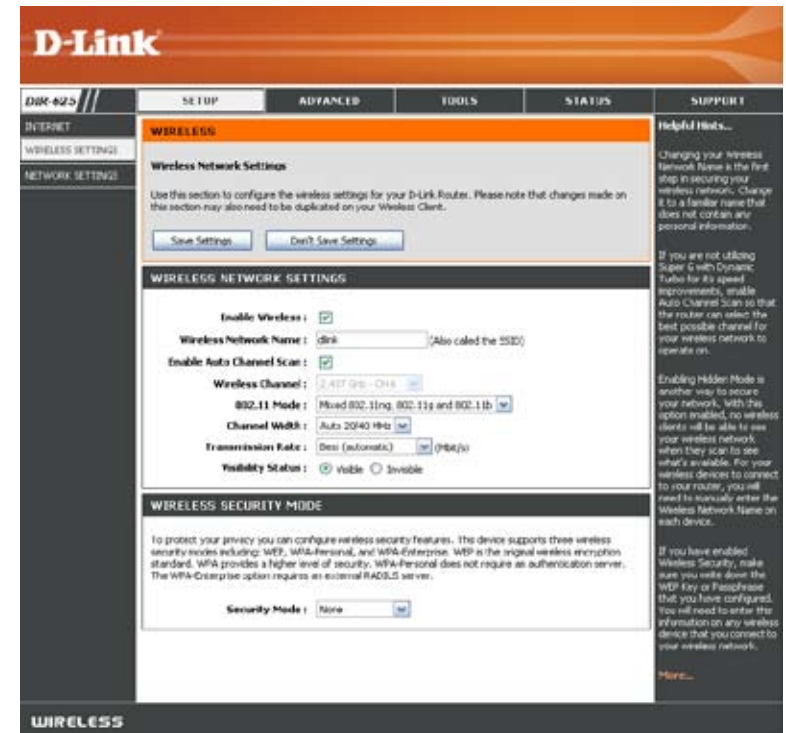 D-Link
DIR-625
SETUP
ADVANCED
TOOLS
STATUS
SUPPORT
INTERNET
WIRELESS SETTINGS
NETWORK SETTINGS
WIRELESS
Wireless Network Settings
Use this section to configure the wireless settings for your D-Link Router. Please note that changes made on
this section may also need to be duplicated on your Wireless Client.
Save Settings
Don't Save Settings
WIRELESS NETWORK SETTINGS
Enable Wireless :
Wireless Network Name : dlink (Also called the SSID)
Enable Auto Channel Scan :
Wireless Channel : 2.437 GHz - CH 6
802.11 Mode : Mixed 802.11ng, 802.11g and 802.11b
Channel Width : Auto 20/40 MHz
Transmission Rate : Best (automatic) (Mbit/s)
Visibility Status : Visible Invisible
WIRELESS SECURITY MODE
To protect your privacy you can configure wireless security features. This device supports three wireless
security modes including: WEP, WPA-Personal, and WPA-Enterprise. WEP is the original wireless encryption
standard. WPA provides a higher level of security. WPA-Personal does not require an authentication server.
The WPA-Enterprise option requires an external RADIUS server.
Security Mode : None
Helpful Hints...
Changing your Wireless
Network Name is the first
step in securing your
wireless network. Change
it to a familiar name that
does not contain any
personal information.
If you are not utilizing
Super G with Dynamic
Turbo for its speed
improvements, enable
Auto Channel Scan so that
the router can select the
best possible channel for
your wireless network to
operate on.
Enabling Hidden Mode is
another way to secure
your network. With this
option enabled, no wireless
clients will be able to see
your wireless network
when they scan to see
what's available. For your
wireless devices to connect
to your router, you will
need to manually enter the
Wireless Network Name on
each device.
If you have enabled
Wireless Security, make
sure you write down the
WEP Key or Passphrase
that you have configured.
You will need to enter this
information on any wireless
device that you connect to
your wireless network.
More...
WIRELESS